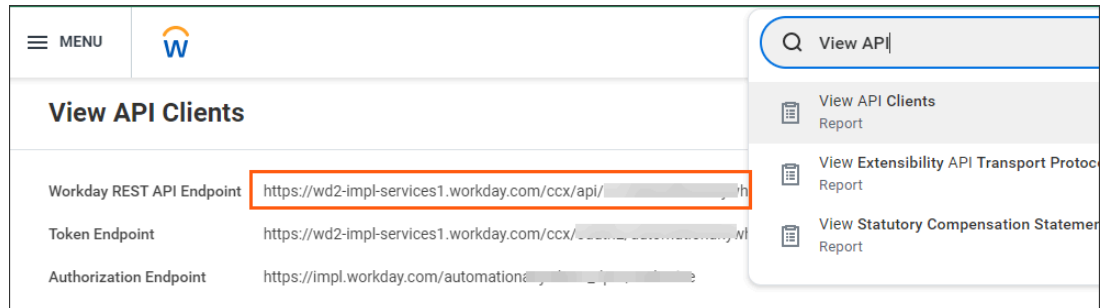 MENU
View API
View API Clients
Report
View Extensibility API Transport Protoc
Report
View Statutory Compensation Statemen
Report
View API Clients
Workday REST API Endpoint https://wd2-impl-services1.workday.com/ccx/api/
Token Endpoint https://wd2-impl-services1.workday.com/ccx/
Authorization Endpoint https://impl.workday.com/automationa